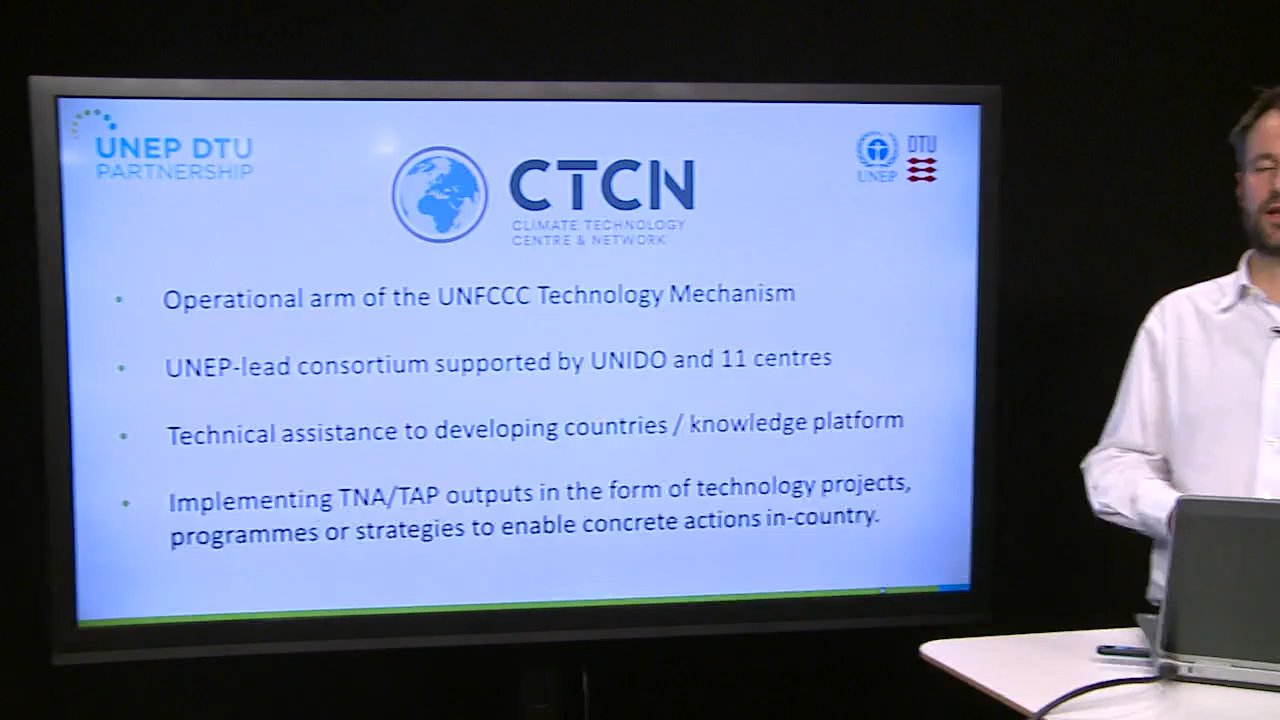 UNEP DTU
PARTNERSHIP
CTCN
CLIMATE TECHNOLOGY
CENTRE & NETWORK
UNEP
DTU
• Operational arm of the UNFCCC Technology Mechanism
• UNEP-lead consortium supported by UNIDO and 11 centres
• Technical assistance to developing countries / knowledge platform
• Implementing TNA/TAP outputs in the form of technology projects,
programmes or strategies to enable concrete actions in-country.